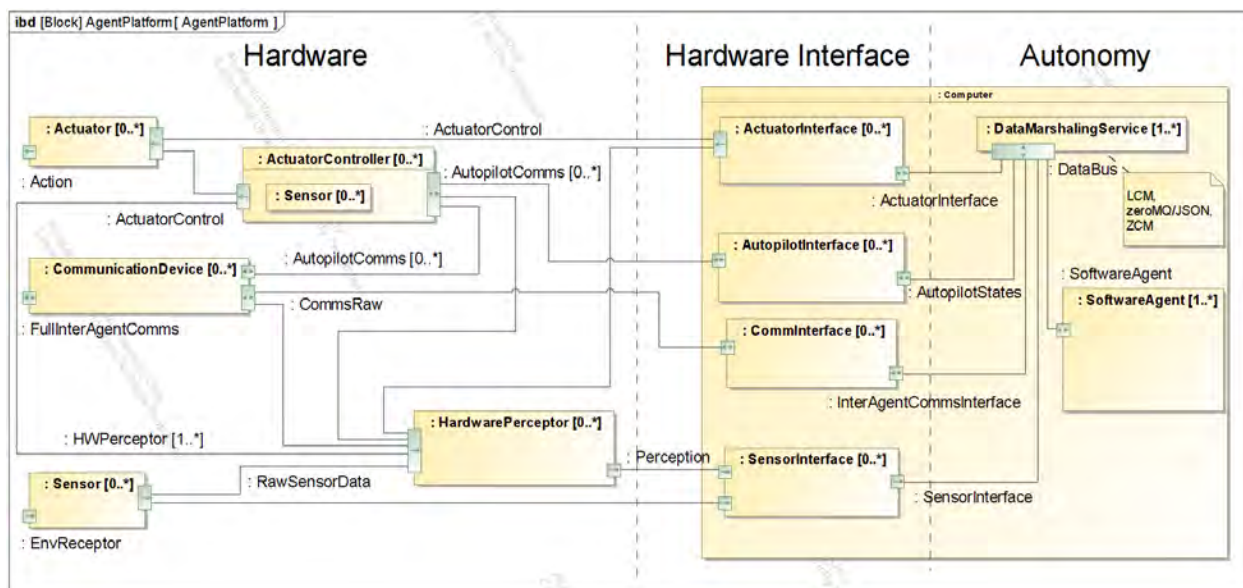 ibd [Block] AgentPlatform [ AgentPlatform ]
Hardware
Hardware Interface
Autonomy
: Computer
: Actuator [0..*]
: ActuatorControl
: ActuatorInterface [0..*]
: DataMarshalingService [1..*]
: ActuatorController [0..*]
: AutopilotComms [0..*]
: DataBus
: Action
: Sensor [0..*]
: ActuatorInterface
LCM,
zeroMQ/JSON,
ZCM
: ActuatorControl
: AutopilotInterface [0..*]
: AutopilotComms [0..*]
: CommunicationDevice [0..*]
: SoftwareAgent
: AutopilotStates
: SoftwareAgent [1..*]
: CommsRaw
: FullInterAgentComms
: CommInterface [0..*]
: InterAgentCommsInterface
: HardwarePerceptor [0..*]
: HWPerceptor [1..*]
: Perception
: SensorInterface [0..*]
: Sensor [0..*]
: RawSensorData
: SensorInterface
: EnvReceptor